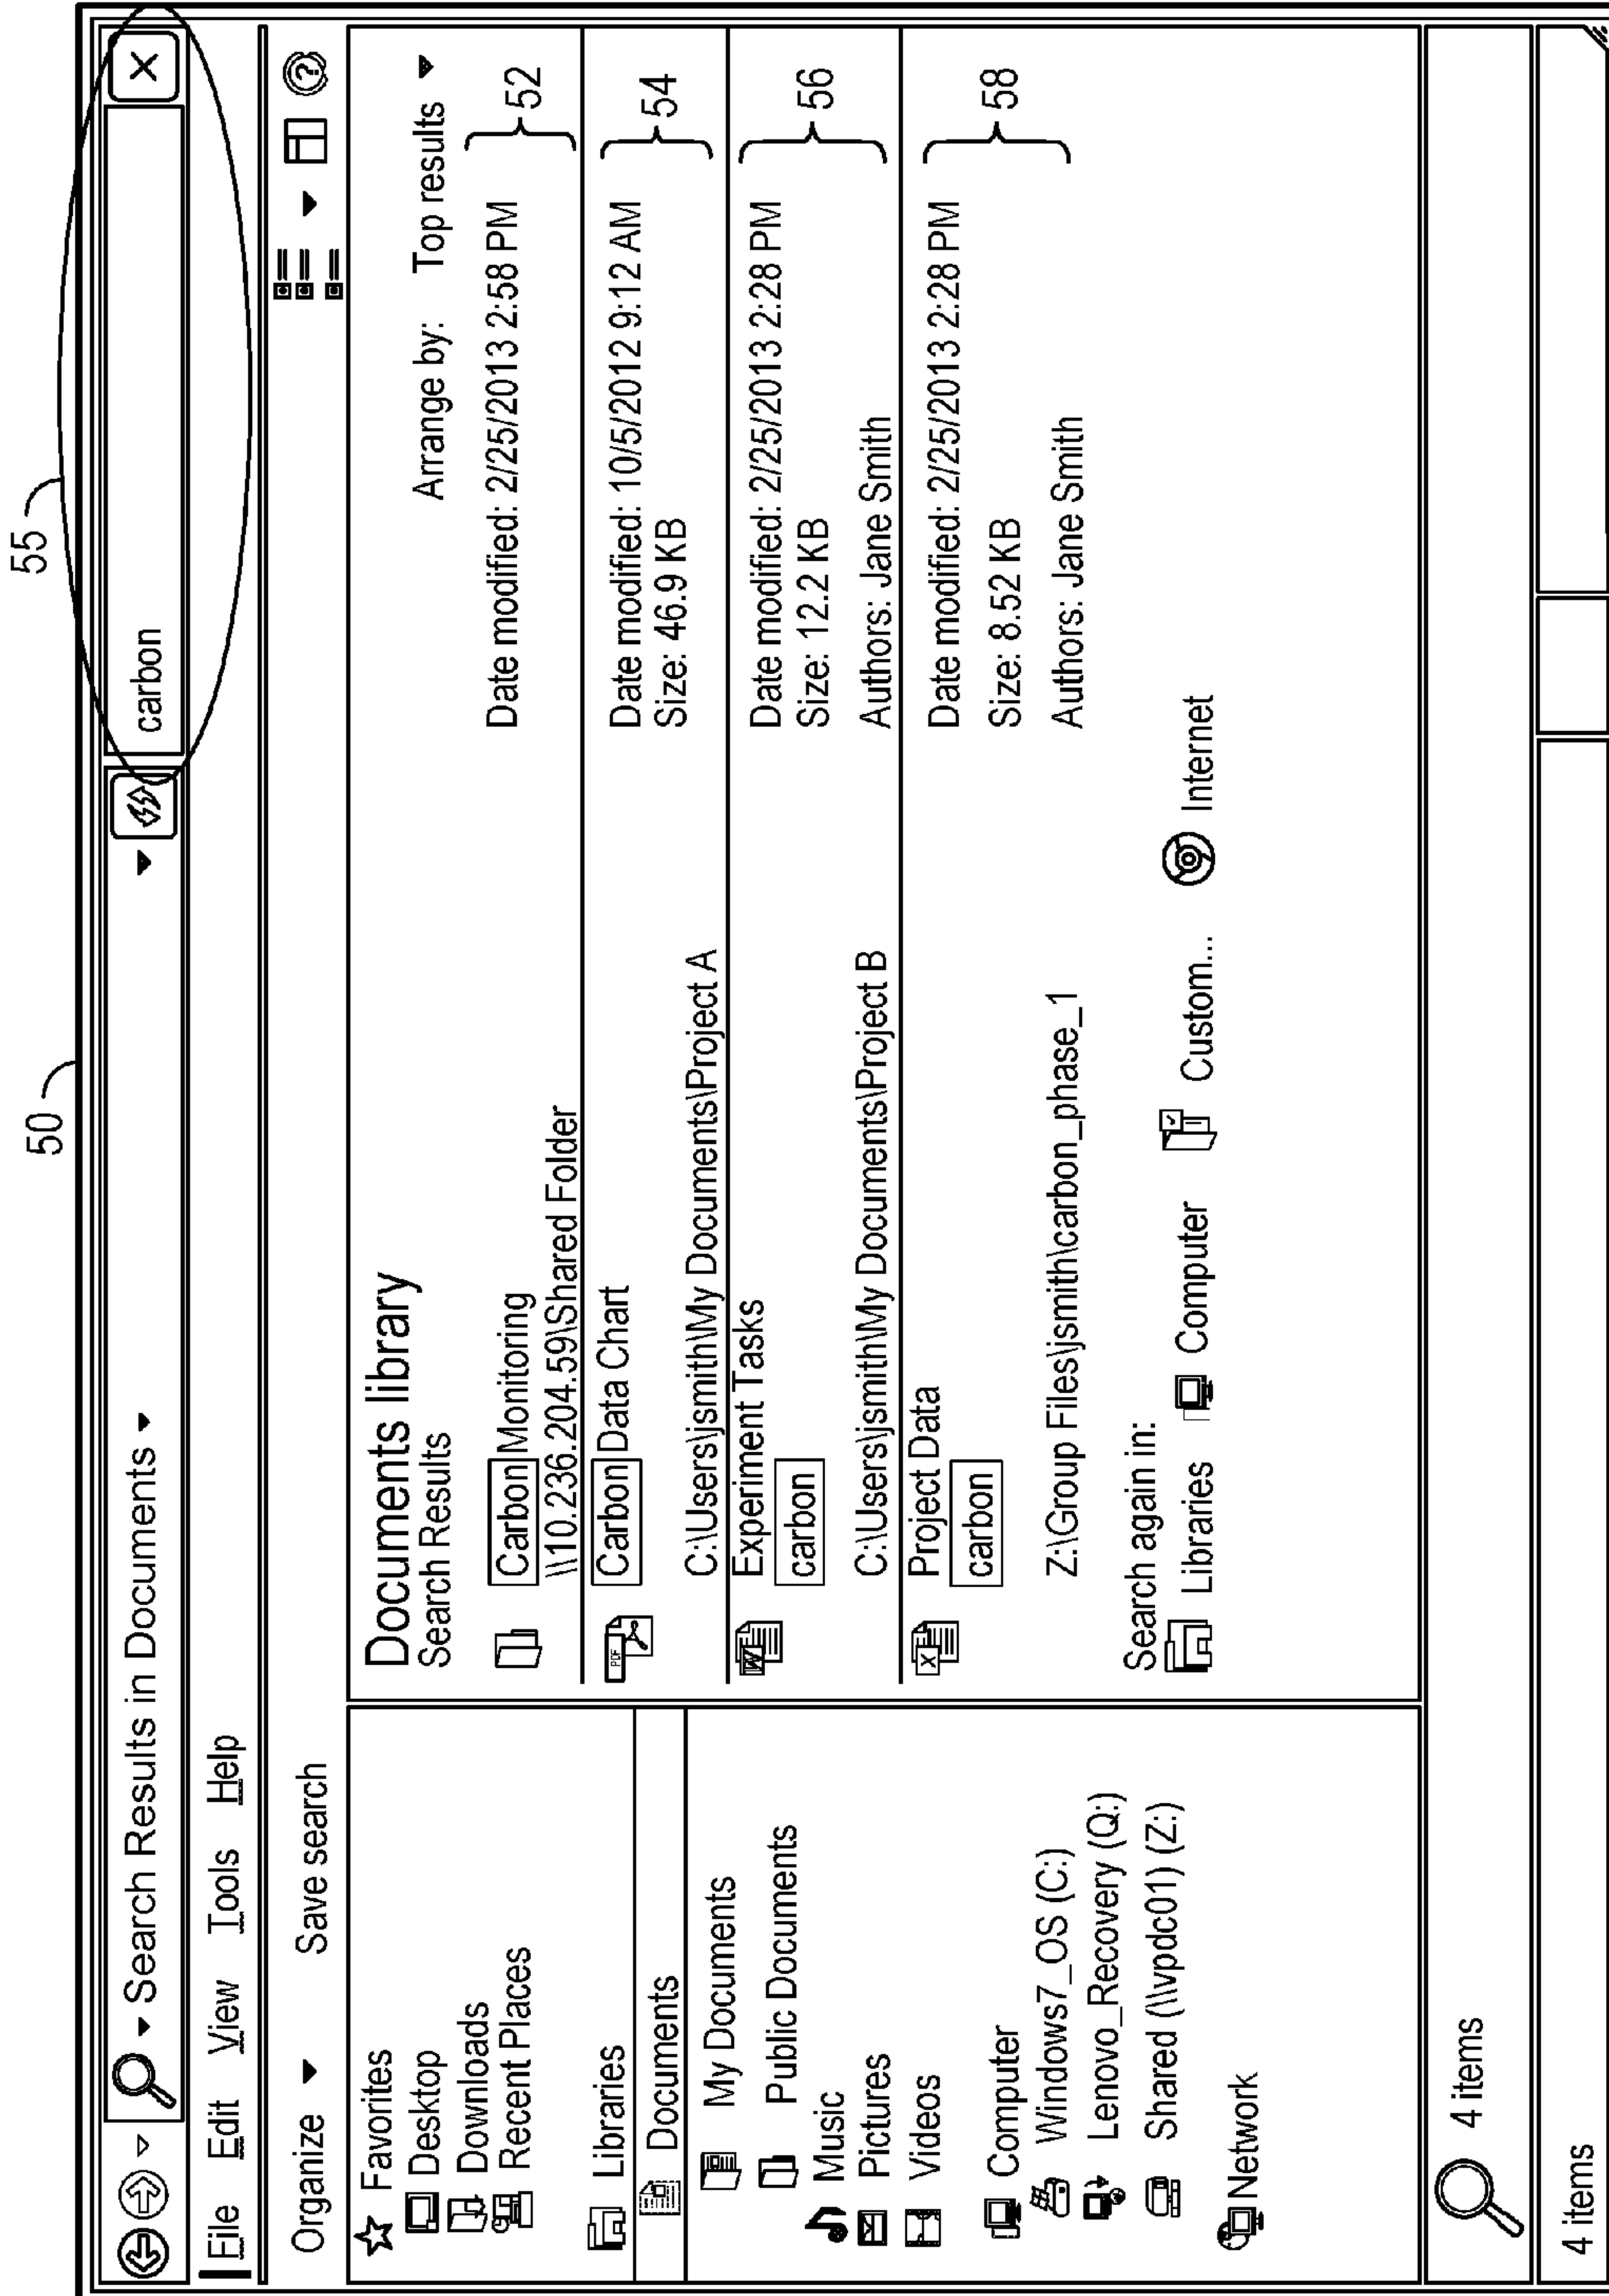 50
55
Search Results in Documents
carbon
X
File Edit View Tools Help
Organize Save search
Favorites
Desktop
Downloads
Recent Places
Libraries
Documents
My Documents
Public Documents
Music
Pictures
Videos
Computer
Windows7_OS (C:)
Lenovo_Recovery (Q:)
Shared (\\vpdc01) (Z:)
Network
Documents library
Search Results
Arrange by: Top results
Carbon Monitoring
\\10.236.204.59\Shared Folder
Date modified: 2/25/2013 2:58 PM
52
PDF
Carbon Data Chart
C:\Users\jsmith\My Documents\Project A
Date modified: 10/5/2012 9:12 AM
Size: 46.9 KB
54
W
Experiment Tasks
carbon
C:\Users\jsmith\My Documents\Project B
Date modified: 2/25/2013 2:28 PM
Size: 12.2 KB
Authors: Jane Smith
56
X
Project Data
carbon
Z:\Group Files\jsmith\carbon_phase_1
Date modified: 2/25/2013 2:28 PM
Size: 8.52 KB
Authors: Jane Smith
58
Search again in:
Libraries Computer Custom... Internet
4 items
4 items